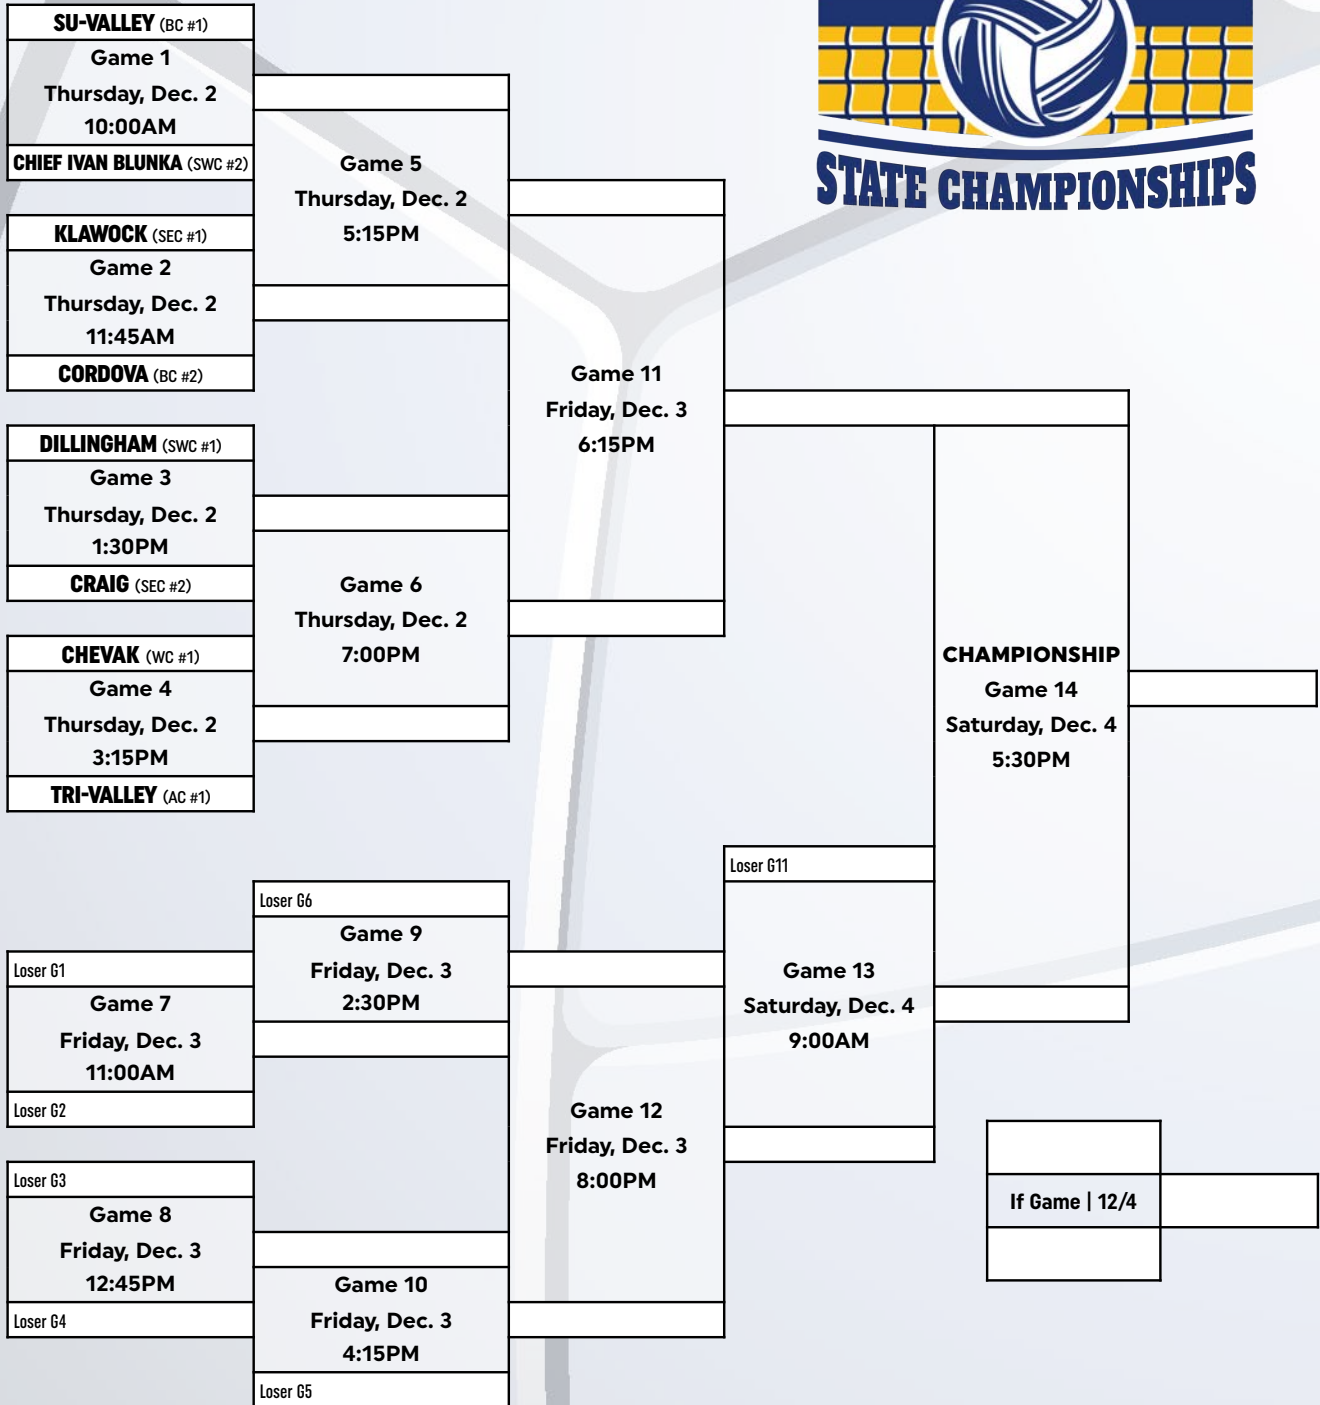 SU-VALLEY (BC #1)
Game 1
Thursday, Dec. 2
10:00AM
CHIEF IVAN BLUNKA (SWC #2)
KLAWOCK (SEC #1)
Game 2
Thursday, Dec. 2
11:45AM
CORDOVA (BC #2)
DILLINGHAM (SWC #1)
Game 3
Thursday, Dec. 2
1:30PM
CRAIG (SEC #2)
CHEVAK (WC #1)
Game 4
Thursday, Dec. 2
3:15PM
TRI-VALLEY (AC #1)
Game 5
Thursday, Dec. 2
5:15PM
Game 6
Thursday, Dec. 2
7:00PM
Game 11
Friday, Dec. 3
6:15PM
STATE CHAMPIONSHIPS
CHAMPIONSHIP
Game 14
Saturday, Dec. 4
5:30PM
Loser G1
Game 7
Friday, Dec. 3
11:00AM
Loser G2
Loser G3
Game 8
Friday, Dec. 3
12:45PM
Loser G4
Loser G6
Game 9
Friday, Dec. 3
2:30PM
Game 10
Friday, Dec. 3
4:15PM
Loser G5
Game 12
Friday, Dec. 3
8:00PM
Loser G11
Game 13
Saturday, Dec. 4
9:00AM
If Game | 12/4